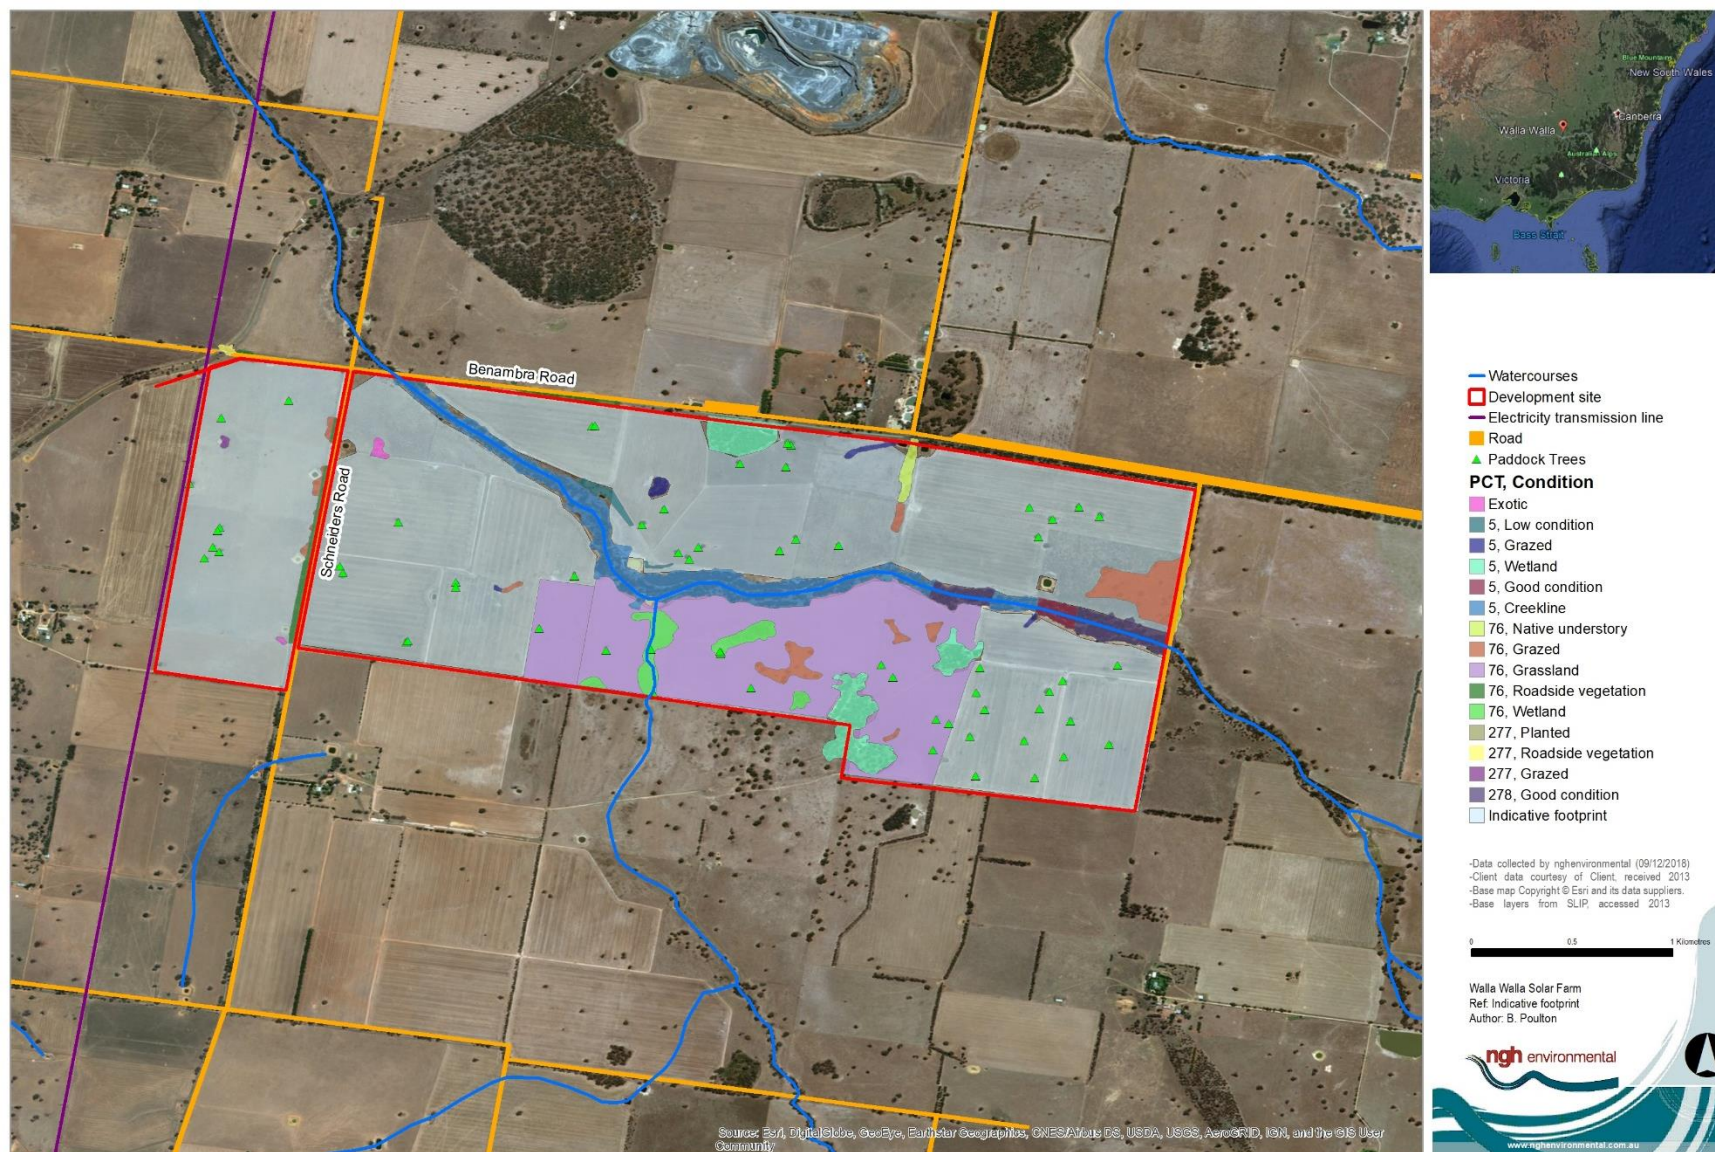 Blue Mountains
New South Wales
Canberra
Walla Walla
Australian Alps
Victoria
Bass Strait
Benambra Road
Schneiders Road
Watercourses
Development site
Electricity transmission line
Road
Paddock Trees
PCT, Condition
Exotic
5, Low condition
5, Grazed
5, Wetland
5, Good condition
5, Creekline
76, Native understory
76, Grazed
76, Grassland
76, Roadside vegetation
76, Wetland
277, Planted
277, Roadside vegetation
277, Grazed
278, Good condition
Indicative footprint
-Data collected by nghenvironmental (09/12/2018)
-Client data courtesy of Client, received 2013
-Base map Copyright © Esri and its data suppliers.
-Base layers from SLIP, accessed 2013
0 0.5 1 Kilometres
Walla Walla Solar Farm
Ref: Indicative footprint
Author: B. Poulton
ngh environmental
www.nghenvironmental.com.au
Source: Esri, DigitalGlobe, GeoEye, Earthstar Geographics, CNES/Airbus DS, USDA, USGS, AeroGRID, IGN, and the GIS User
Community